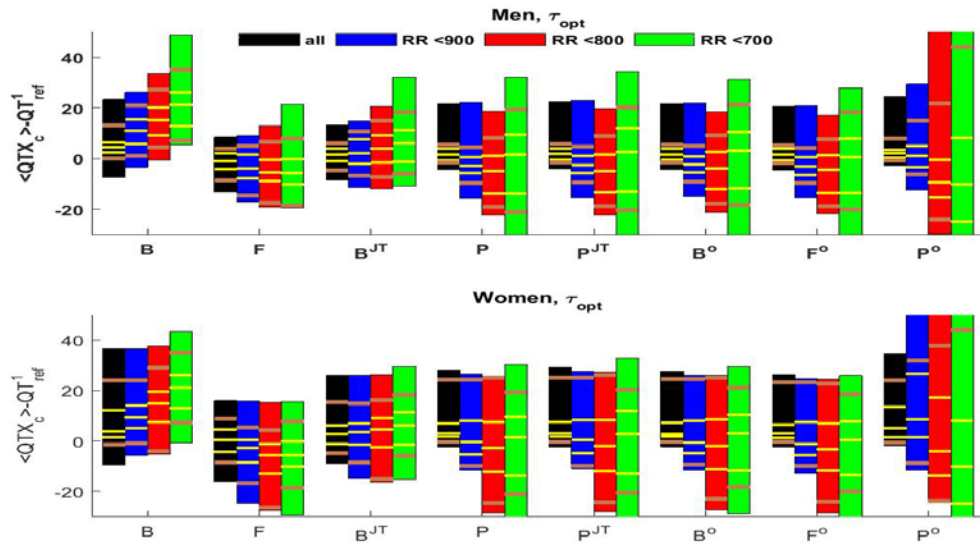 Men, τopt
all RR <900 RR <800 RR <700
<QTXc>-QT1ref
40
20
0
-20
B F BJT P PJT Bo Fo Po
Women, τopt
<QTXc>-QT1ref
40
20
0
-20
B F BJT P PJT Bo Fo Po